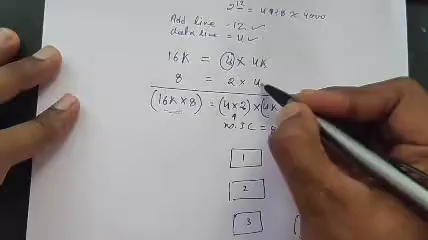 2^12 = 4 × 4000
Add line - 12 ✓
data line = 4 ✓
16K = 4 × 4K
8 = 2 × 4
(16K × 8) = (4 × 2) × (4K
no. IC =
1
2
3